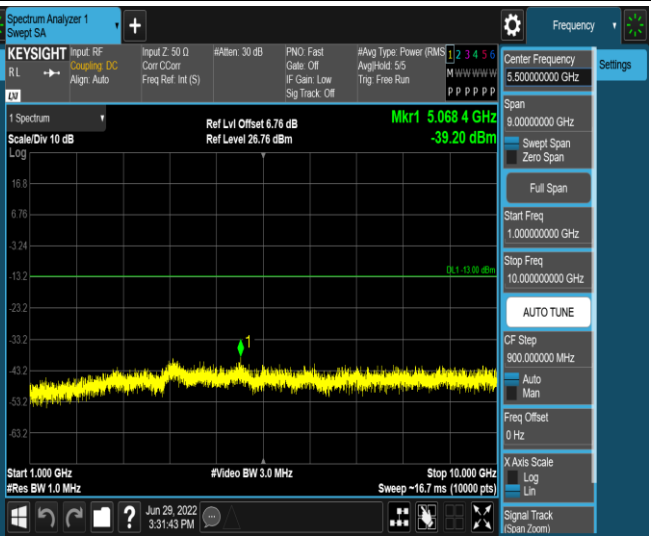 Spectrum Analyzer 1
Swept SA
Frequency
KEYSIGHT
RL
LXI
Input: RF
Coupling: DC
Align: Auto
Input Z: 50 Ω
Corr CCorr
Freq Ref: Int (S)
#Atten: 30 dB
PNO: Fast
Gate: Off
IF Gain: Low
Sig Track: Off
#Avg Type: Power (RMS
Avg|Hold: 5/5
Trig: Free Run
1 2 3 4 5 6
M W W W W W
P P P P P P
Settings
1 Spectrum
Scale/Div 10 dB
Log
Ref Lvl Offset 6.76 dB
Ref Level 26.76 dBm
Mkr1 5.068 4 GHz
-39.20 dBm
16.8
6.76
-3.24
-13.2
-23.2
-33.2
-43.2
-53.2
-63.2
DL1 -13.00 dBm
1
Start 1.000 GHz
#Res BW 1.0 MHz
#Video BW 3.0 MHz
Stop 10.000 GHz
Sweep ~16.7 ms (10000 pts)
Center Frequency
5.500000000 GHz
Span
9.00000000 GHz
Swept Span
Zero Span
Full Span
Start Freq
1.000000000 GHz
Stop Freq
10.000000000 GHz
AUTO TUNE
CF Step
900.000000 MHz
Auto
Man
Freq Offset
0 Hz
X Axis Scale
Log
Lin
Signal Track
(Span Zoom)
Jun 29, 2022
3:31:43 PM